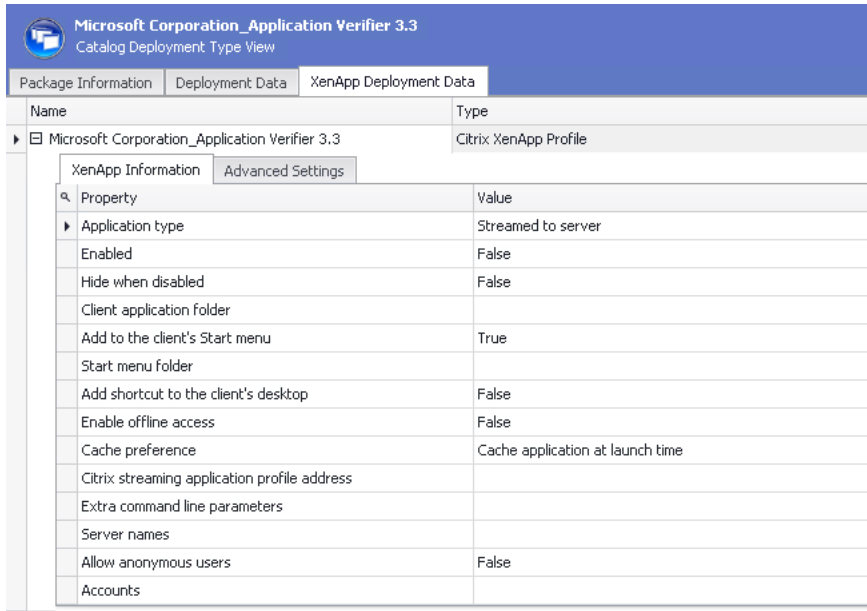 Microsoft Corporation_Application Verifier 3.3
Catalog Deployment Type View
Package Information Deployment Data XenApp Deployment Data
Name Type
Microsoft Corporation_Application Verifier 3.3 Citrix XenApp Profile
XenApp Information Advanced Settings
Property Value
Application type Streamed to server
Enabled False
Hide when disabled False
Client application folder
Add to the client's Start menu True
Start menu folder
Add shortcut to the client's desktop False
Enable offline access False
Cache preference Cache application at launch time
Citrix streaming application profile address
Extra command line parameters
Server names
Allow anonymous users False
Accounts